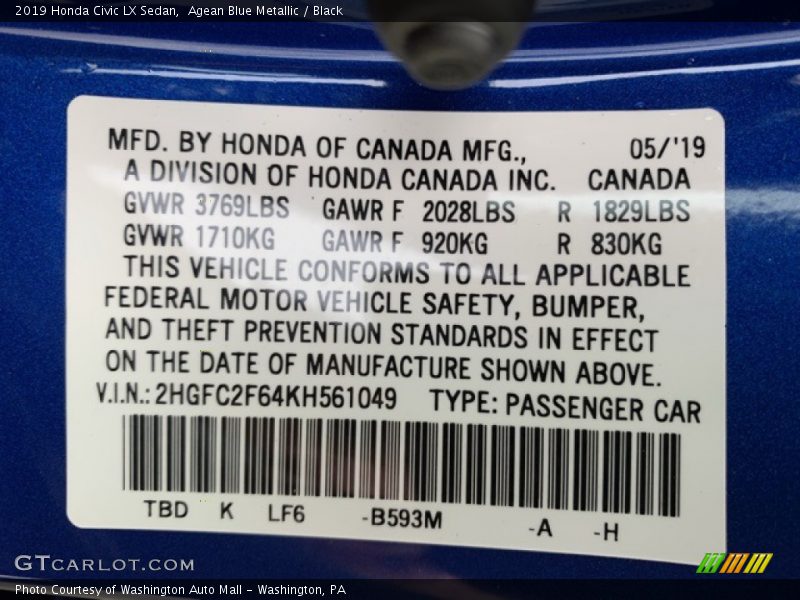 2019 Honda Civic LX Sedan,  Agean Blue Metallic / Black
MFD. BY HONDA OF CANADA MFG., 05/'19
A DIVISION OF HONDA CANADA INC. CANADA
GVWR 3769LBS GAWR F 2028LBS R 1829LBS
GVWR 1710KG GAWR F 920KG R 830KG
THIS VEHICLE CONFORMS TO ALL APPLICABLE
FEDERAL MOTOR VEHICLE SAFETY, BUMPER,
AND THEFT PREVENTION STANDARDS IN EFFECT
ON THE DATE OF MANUFACTURE SHOWN ABOVE.
V.I.N.: 2HGFC2F64KH561049 TYPE: PASSENGER CAR
TBD K LF6 -B593M -A -H
GTCARLOT.COM
Photo Courtesy of Washington Auto Mall - Washington, PA